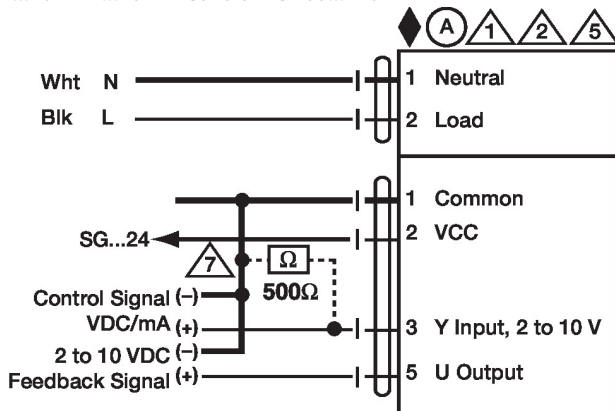 A 1 2 5
Wht N 1 Neutral
Blk L 2 Load
1 Common
SG...24 2 VCC
7 Ω
500Ω
Control Signal (−)
VDC/mA (+) 3 Y Input, 2 to 10 V
2 to 10 VDC (−)
Feedback Signal (+) 5 U Output